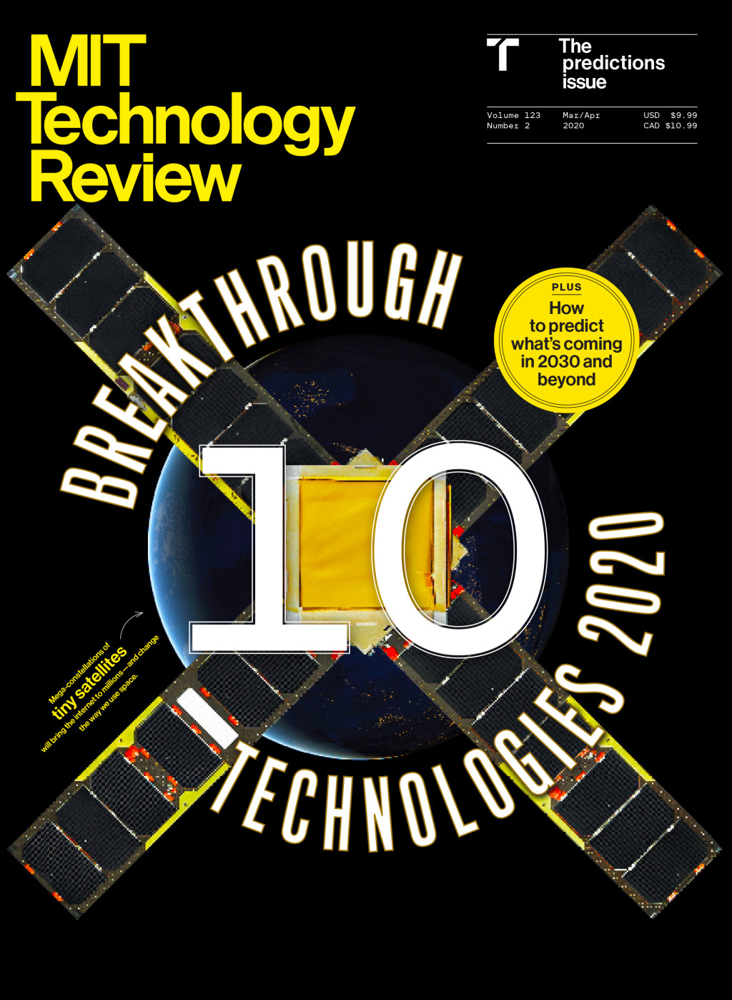 MIT
Technology
Review
The
predictions
issue
Volume 123
Number 2
Mar/Apr
2020
USD $9.99
CAD $10.99
BREAKTHROUGH
PLUS
How
to predict
what's coming
in 2030 and
beyond
10
TECHNOLOGIES 2020
Mega-constellations of
tiny satellites
will bring the internet to millions—and change
the way we use space.